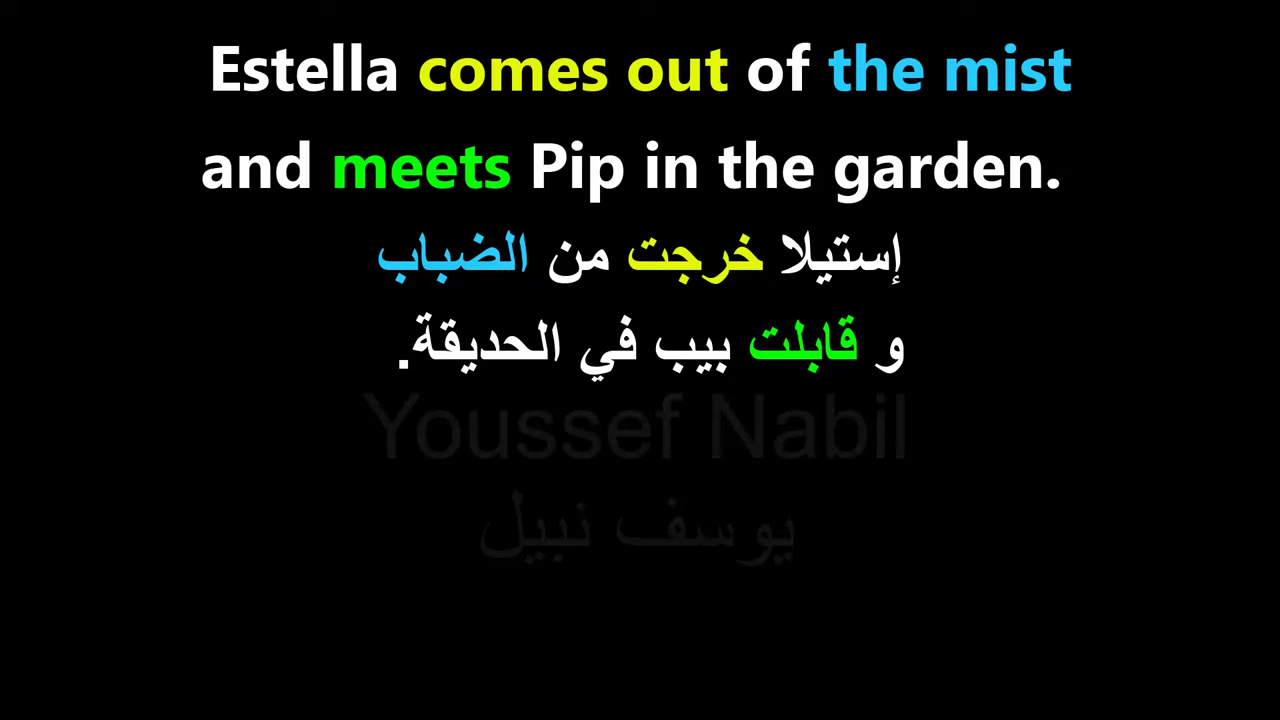 Estella comes out of the mist
and meets Pip in the garden.
إستيلا خرجت من الضباب
و قابلت بيب في الحديقة.
Youssef Nabil
يوسف نبيل